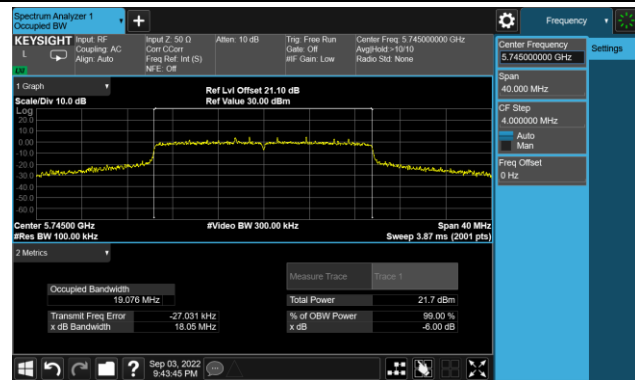 Spectrum Analyzer 1
Occupied BW
Frequency
KEYSIGHT
L
Input: RF
Coupling: AC
Align: Auto
Input Z: 50 Ω
Corr CCorr
Freq Ref: Int (S)
NFE: Off
Atten: 10 dB
Trig: Free Run
Gate: Off
#IF Gain: Low
Center Freq: 5.745000000 GHz
Avg|Hold:>10/10
Radio Std: None
Center Frequency
5.745000000 GHz
Settings
Span
40.000 MHz
CF Step
4.000000 MHz
Auto
Man
Freq Offset
0 Hz
1 Graph
Scale/Div 10.0 dB
Ref Lvl Offset 21.10 dB
Ref Value 30.00 dBm
Log
20.0
10.0
0.00
-10.0
-20.0
-30.0
-40.0
-50.0
-60.0
Center 5.74500 GHz
#Res BW 100.00 kHz
#Video BW 300.00 kHz
Span 40 MHz
Sweep 3.87 ms (2001 pts)
2 Metrics
Measure Trace
Trace 1
Occupied Bandwidth
19.076 MHz
Total Power
21.7 dBm
Transmit Freq Error
-27.031 kHz
% of OBW Power
99.00 %
x dB Bandwidth
18.05 MHz
x dB
-6.00 dB
Sep 03, 2022
9:43:45 PM